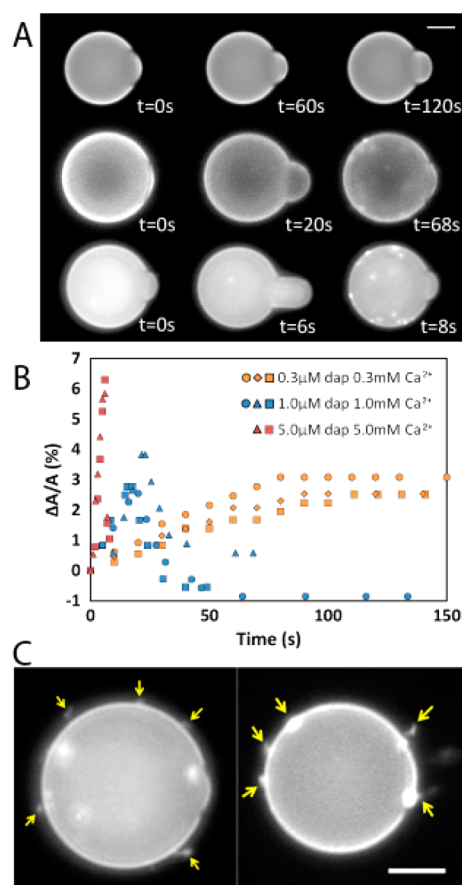 A
t=0s
t=60s
t=120s
t=0s
t=20s
t=68s
t=0s
t=6s
t=8s
B
7
6
5
4
3
2
1
0
-1
ΔA/A (%)
0.3μM dap 0.3mM Ca²⁺
1.0μM dap 1.0mM Ca²⁺
5.0μM dap 5.0mM Ca²⁺
0 50 100 150
Time (s)
C